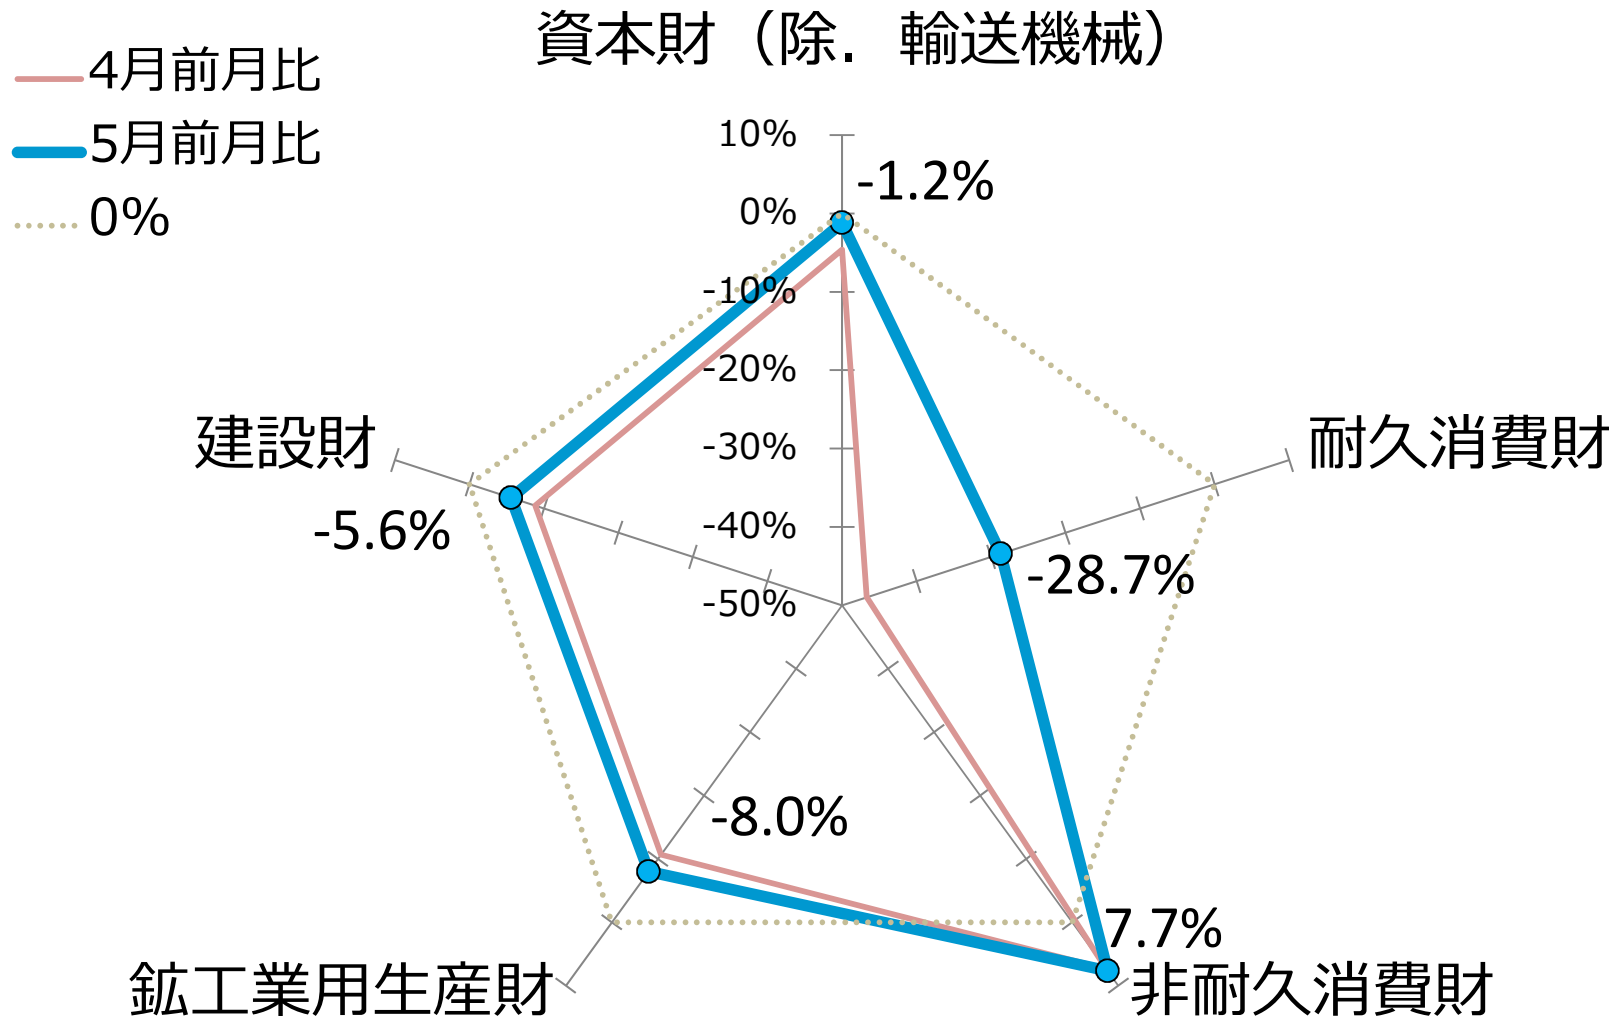 資本財（除．輸送機械）
4月前月比
5月前月比
0%
10%
0%
-10%
-20%
-30%
-40%
-50%
-1.2%
耐久消費財
-28.7%
7.7%
非耐久消費財
-8.0%
鉱工業用生産財
建設財
-5.6%